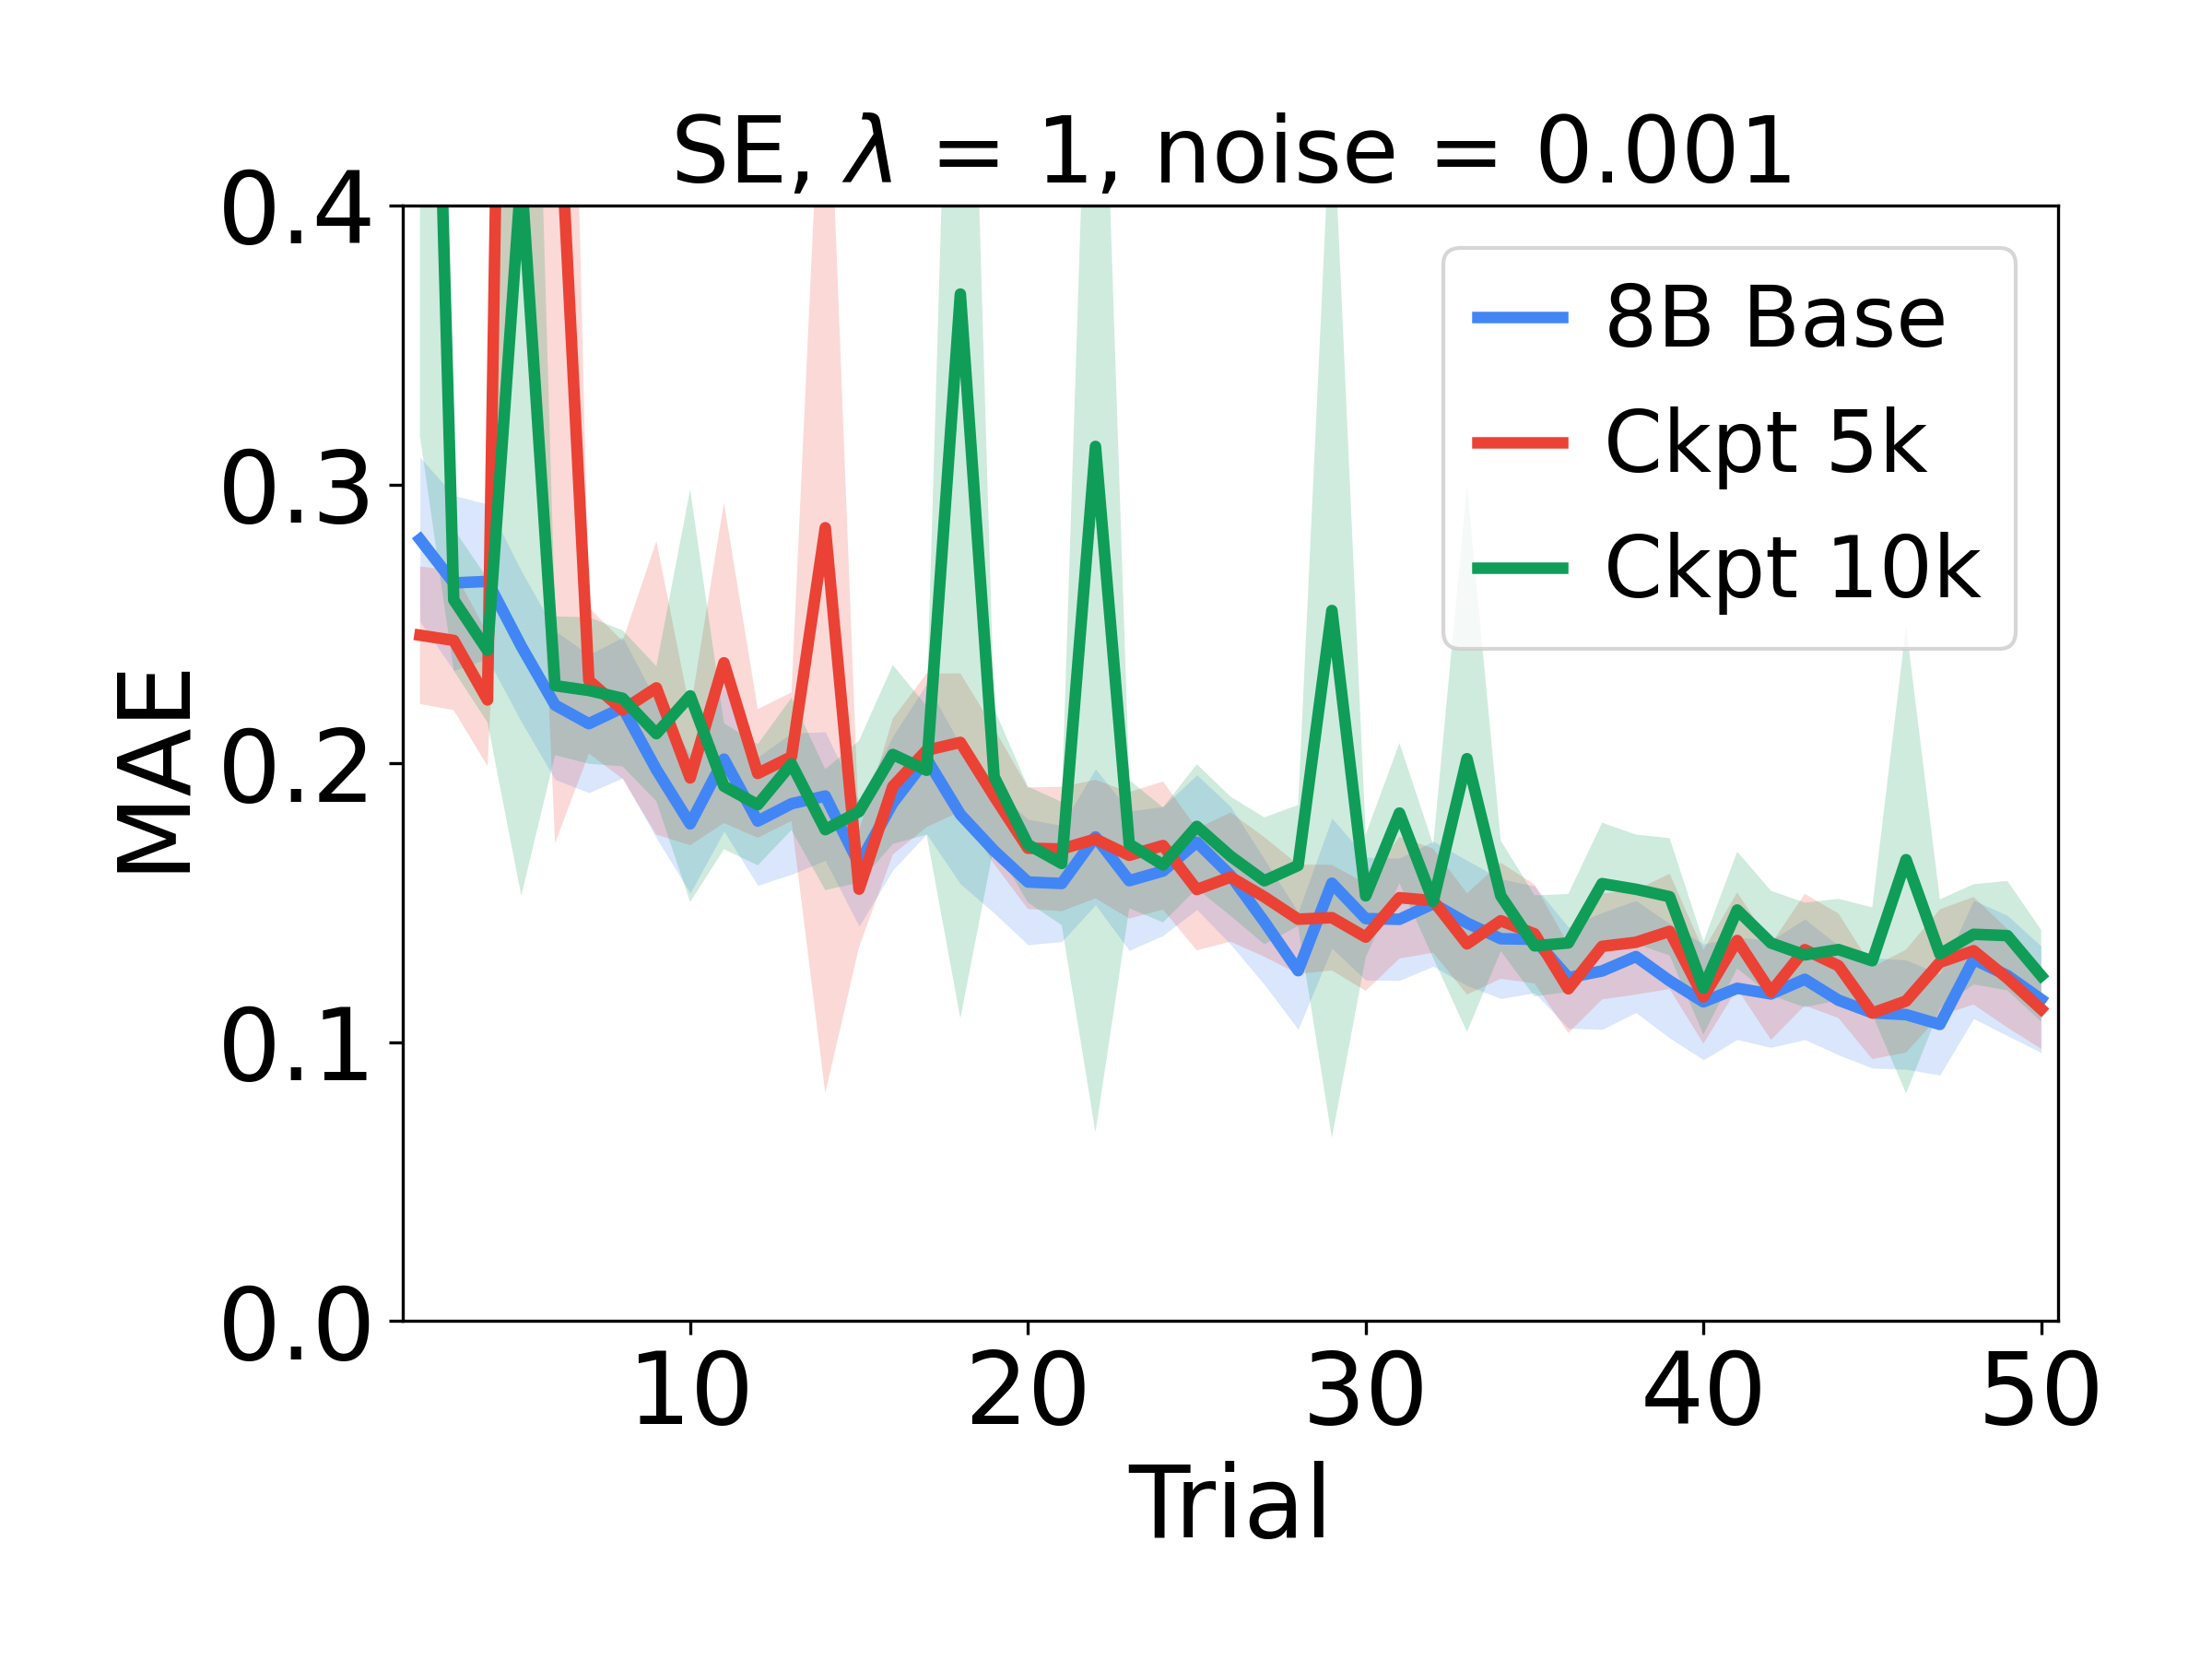 SE, λ = 1, noise = 0.001
MAE
0.4
0.3
0.2
0.1
0.0
8B Base
Ckpt 5k
Ckpt 10k
10 20 30 40 50
Trial